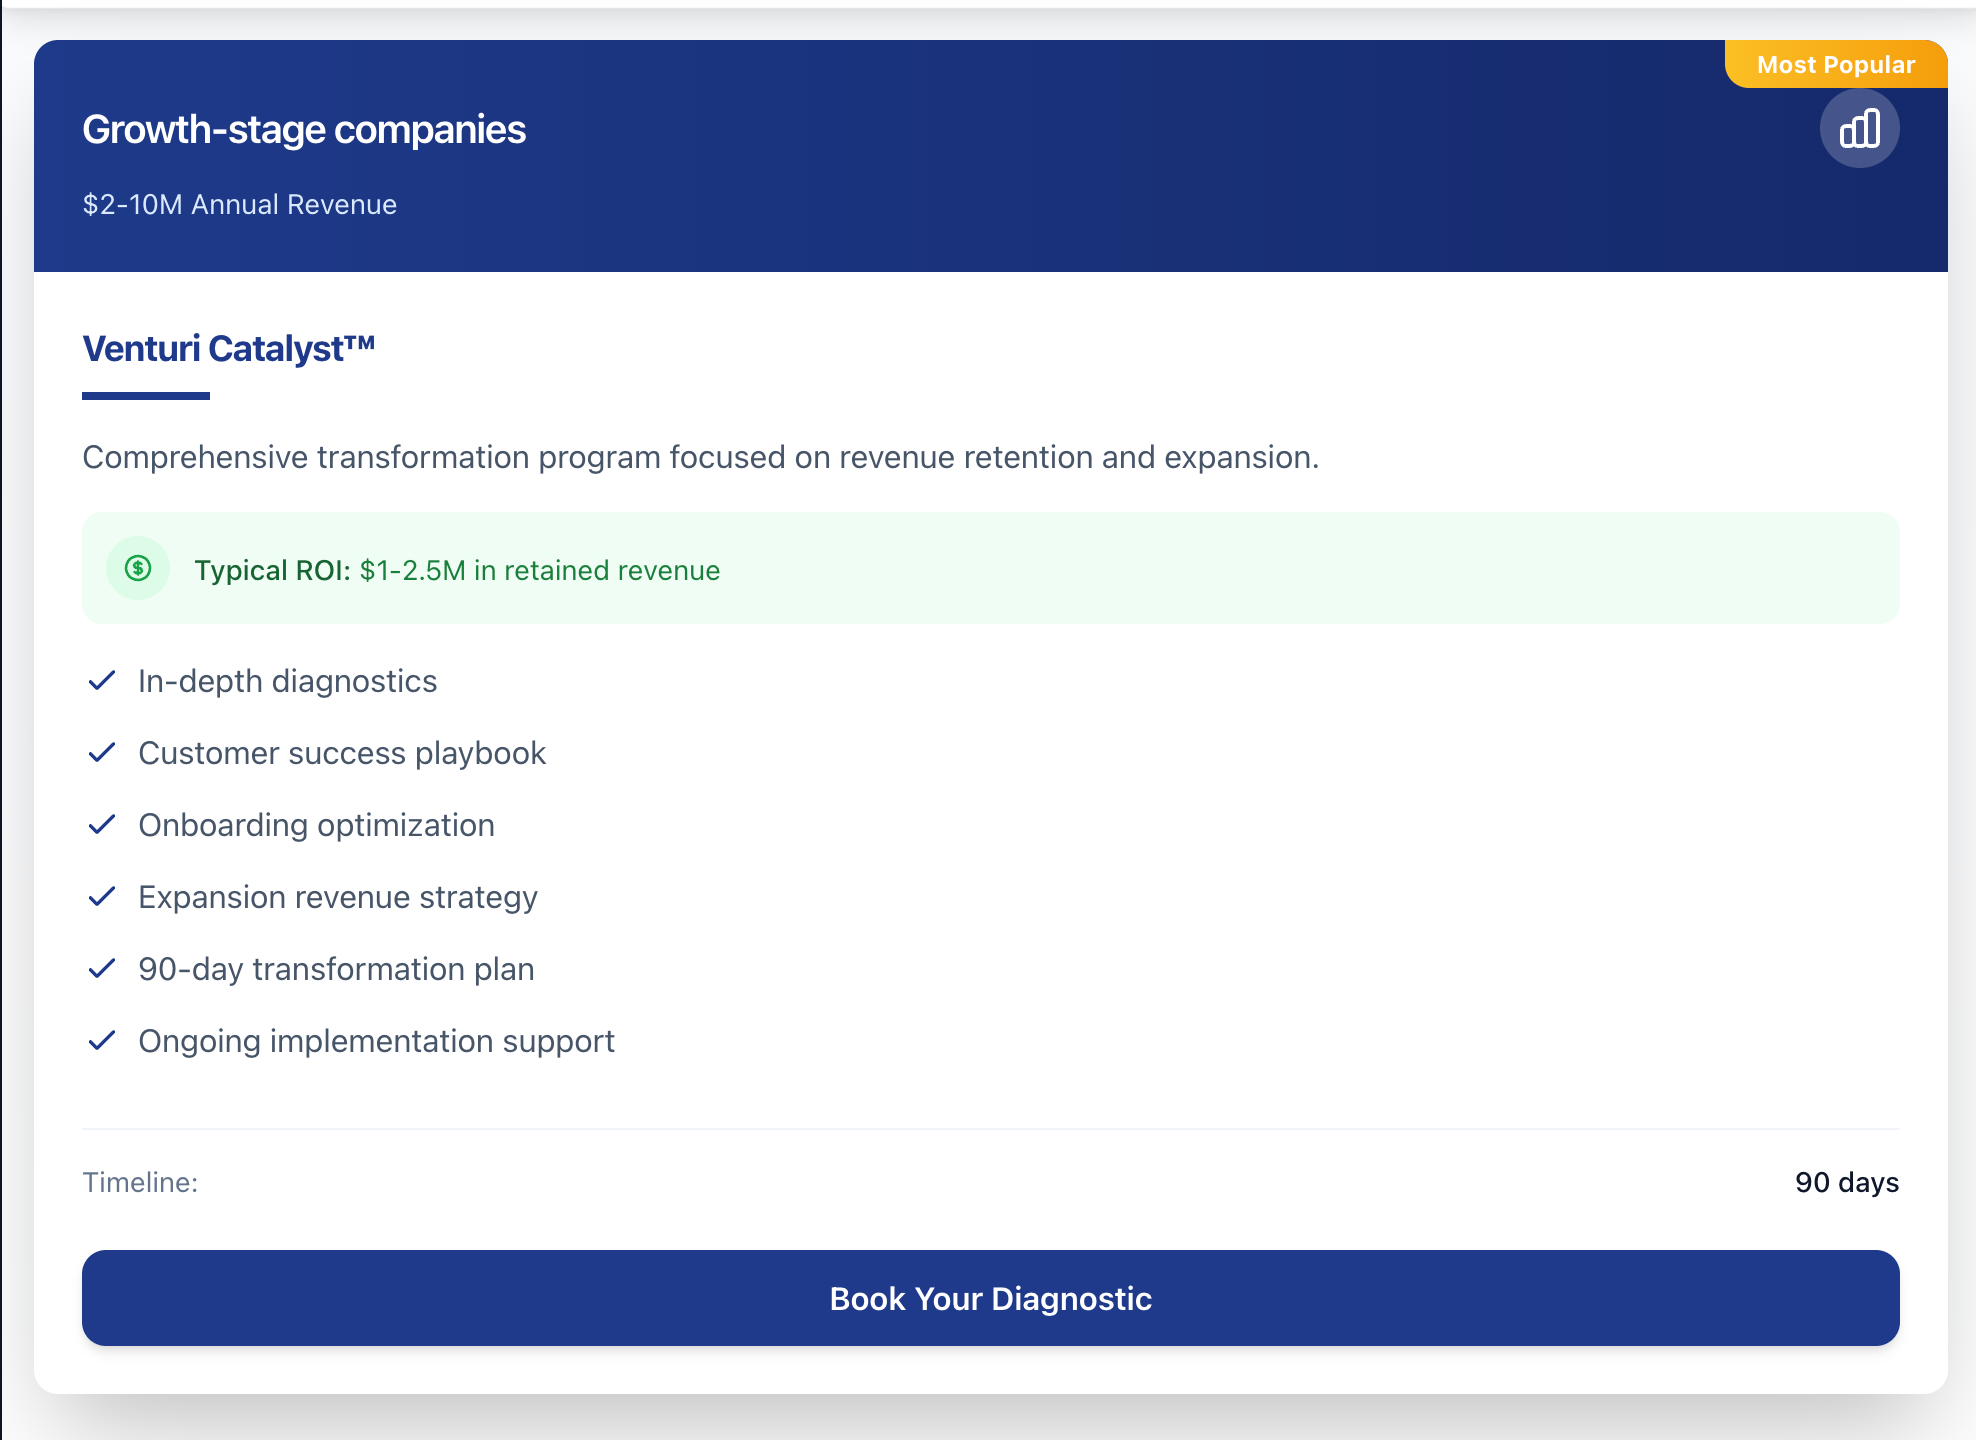 Most Popular
Growth-stage companies
$2-10M Annual Revenue
Venturi Catalyst™
Comprehensive transformation program focused on revenue retention and expansion.
Typical ROI: $1-2.5M in retained revenue
In-depth diagnostics
Customer success playbook
Onboarding optimization
Expansion revenue strategy
90-day transformation plan
Ongoing implementation support
Timeline: 90 days
Book Your Diagnostic